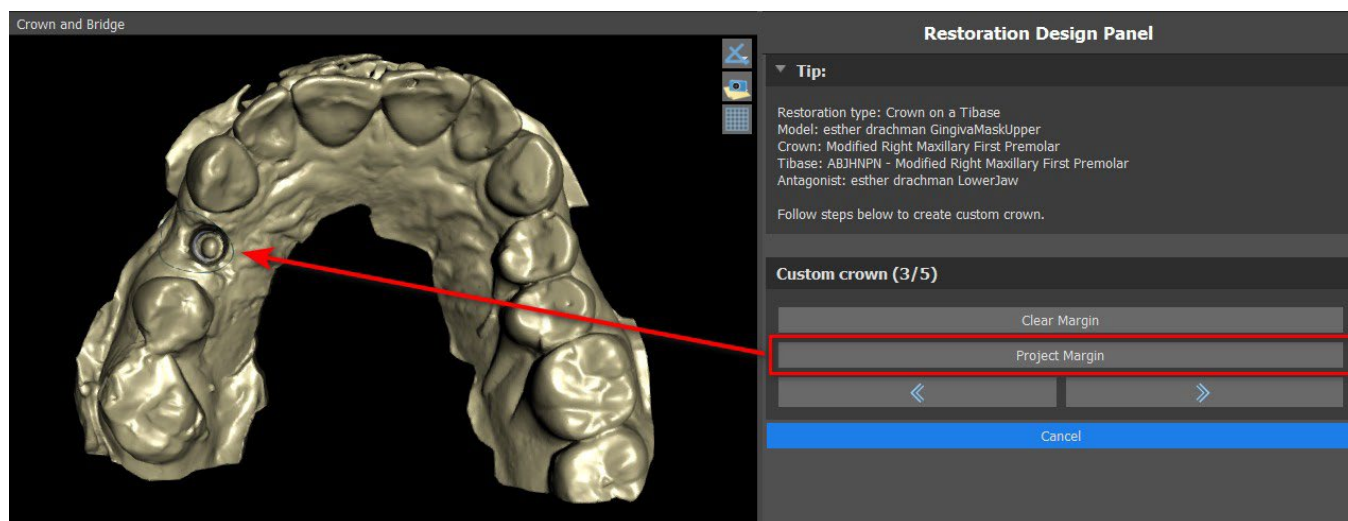 Crown and Bridge
Restoration Design Panel
Tip:
Restoration type: Crown on a Tibase
Model: esther drachman GingivaMaskUpper
Crown: Modified Right Maxillary First Premolar
Tibase: ABJHNPN - Modified Right Maxillary First Premolar
Antagonist: esther drachman LowerJaw
Follow steps below to create custom crown.
Custom crown (3/5)
Clear Margin
Project Margin
Cancel